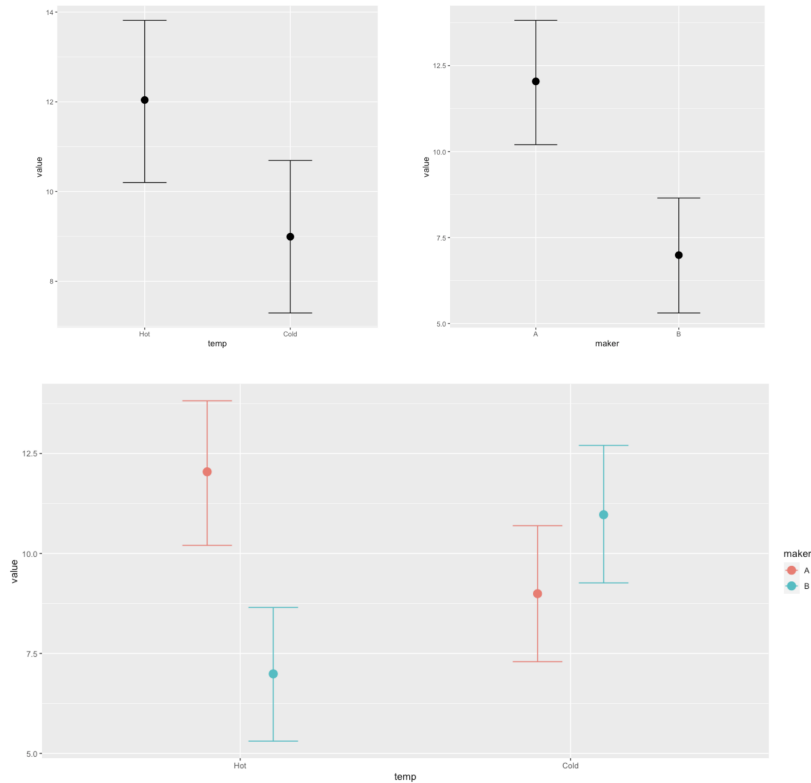 14
12
10
8
value
Hot
Cold
temp
12.5
10.0
7.5
5.0
value
A
B
maker
12.5
10.0
7.5
5.0
value
Hot
Cold
temp
maker
A
B